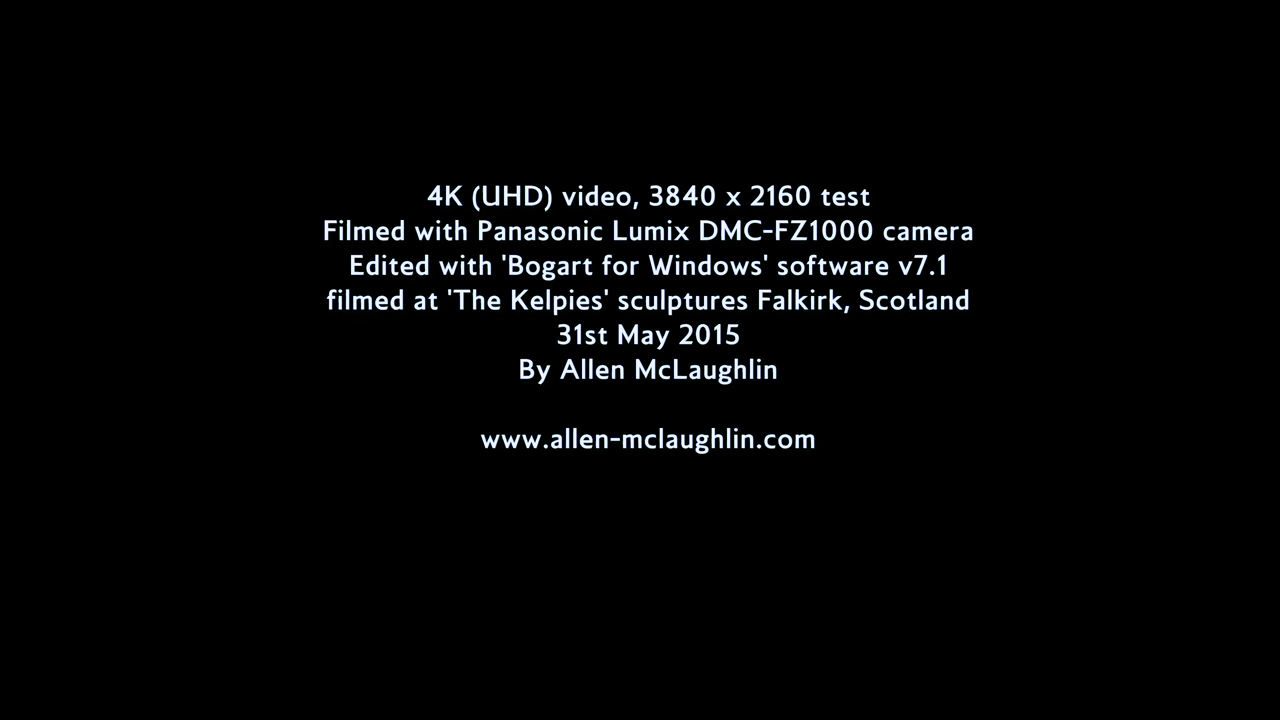 4K (UHD) video, 3840 x 2160 test
Filmed with Panasonic Lumix DMC-FZ1000 camera
Edited with 'Bogart for Windows' software v7.1
filmed at 'The Kelpies' sculptures Falkirk, Scotland
31st May 2015
By Allen McLaughlin
www.allen-mclaughlin.com